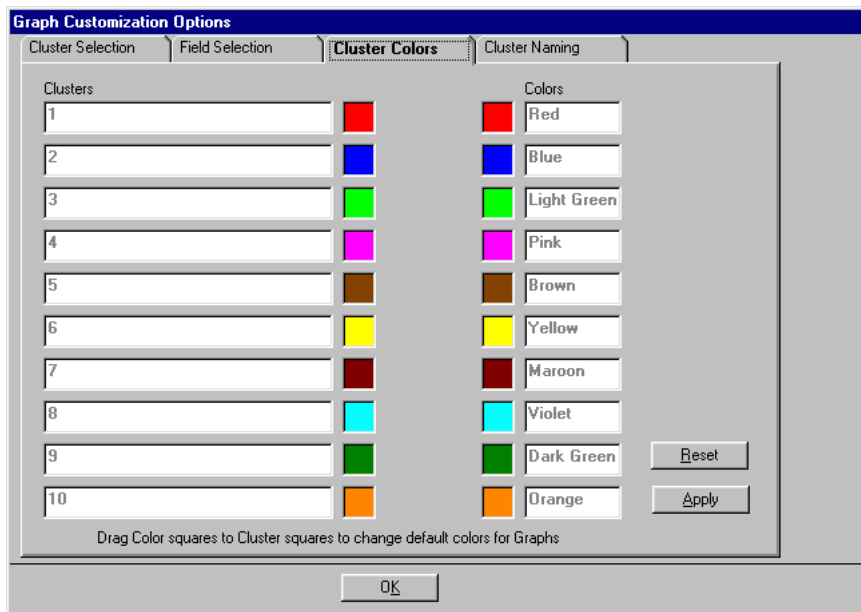 Graph Customization Options
Cluster Selection Field Selection Cluster Colors Cluster Naming
Clusters Colors
1 Red
2 Blue
3 Light Green
4 Pink
5 Brown
6 Yellow
7 Maroon
8 Violet
9 Dark Green Reset
10 Orange Apply
Drag Color squares to Cluster squares to change default colors for Graphs
OK